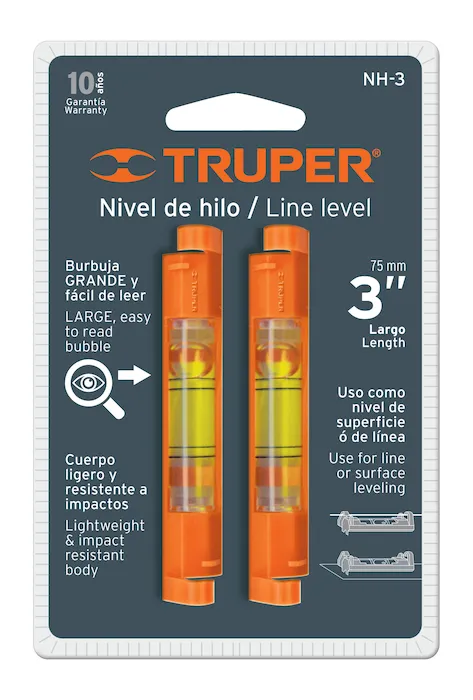 10 años
Garantía
Warranty
NH-3
TRUPER®
Nivel de hilo / Line level
Burbuja
GRANDE y
fácil de leer
LARGE, easy
to read
bubble
75 mm
3"
Largo
Length
Cuerpo
ligero y
resistente a
impactos
Lightweight
& impact
resistant
body
Uso como
nivel de
superficie
ó de línea
Use for line
or surface
leveling
TRUPER
TRUPER